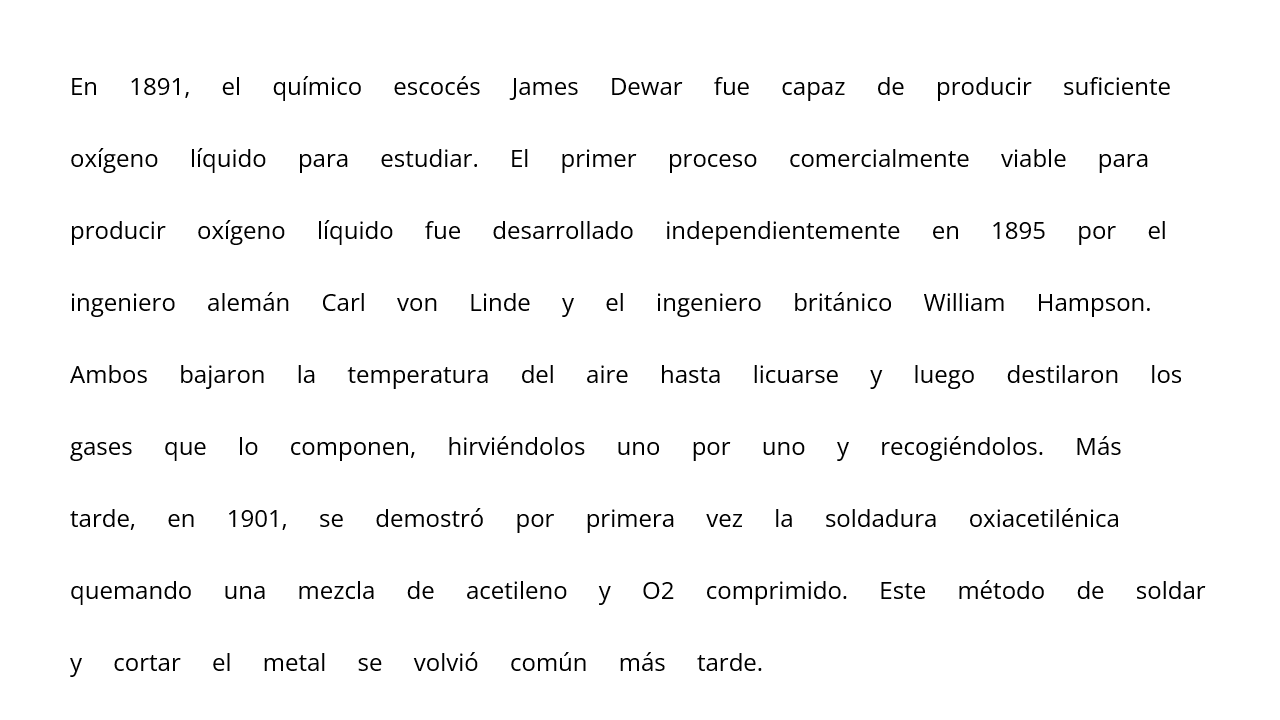 En 1891, el químico escocés James Dewar fue capaz de producir suficiente
oxígeno líquido para estudiar. El primer proceso comercialmente viable para
producir oxígeno líquido fue desarrollado independientemente en 1895 por el
ingeniero alemán Carl von Linde y el ingeniero británico William Hampson.
Ambos bajaron la temperatura del aire hasta licuarse y luego destilaron los
gases que lo componen, hirviéndolos uno por uno y recogiéndolos. Más
tarde, en 1901, se demostró por primera vez la soldadura oxiacetilénica
quemando una mezcla de acetileno y O2 comprimido. Este método de soldar
y cortar el metal se volvió común más tarde.